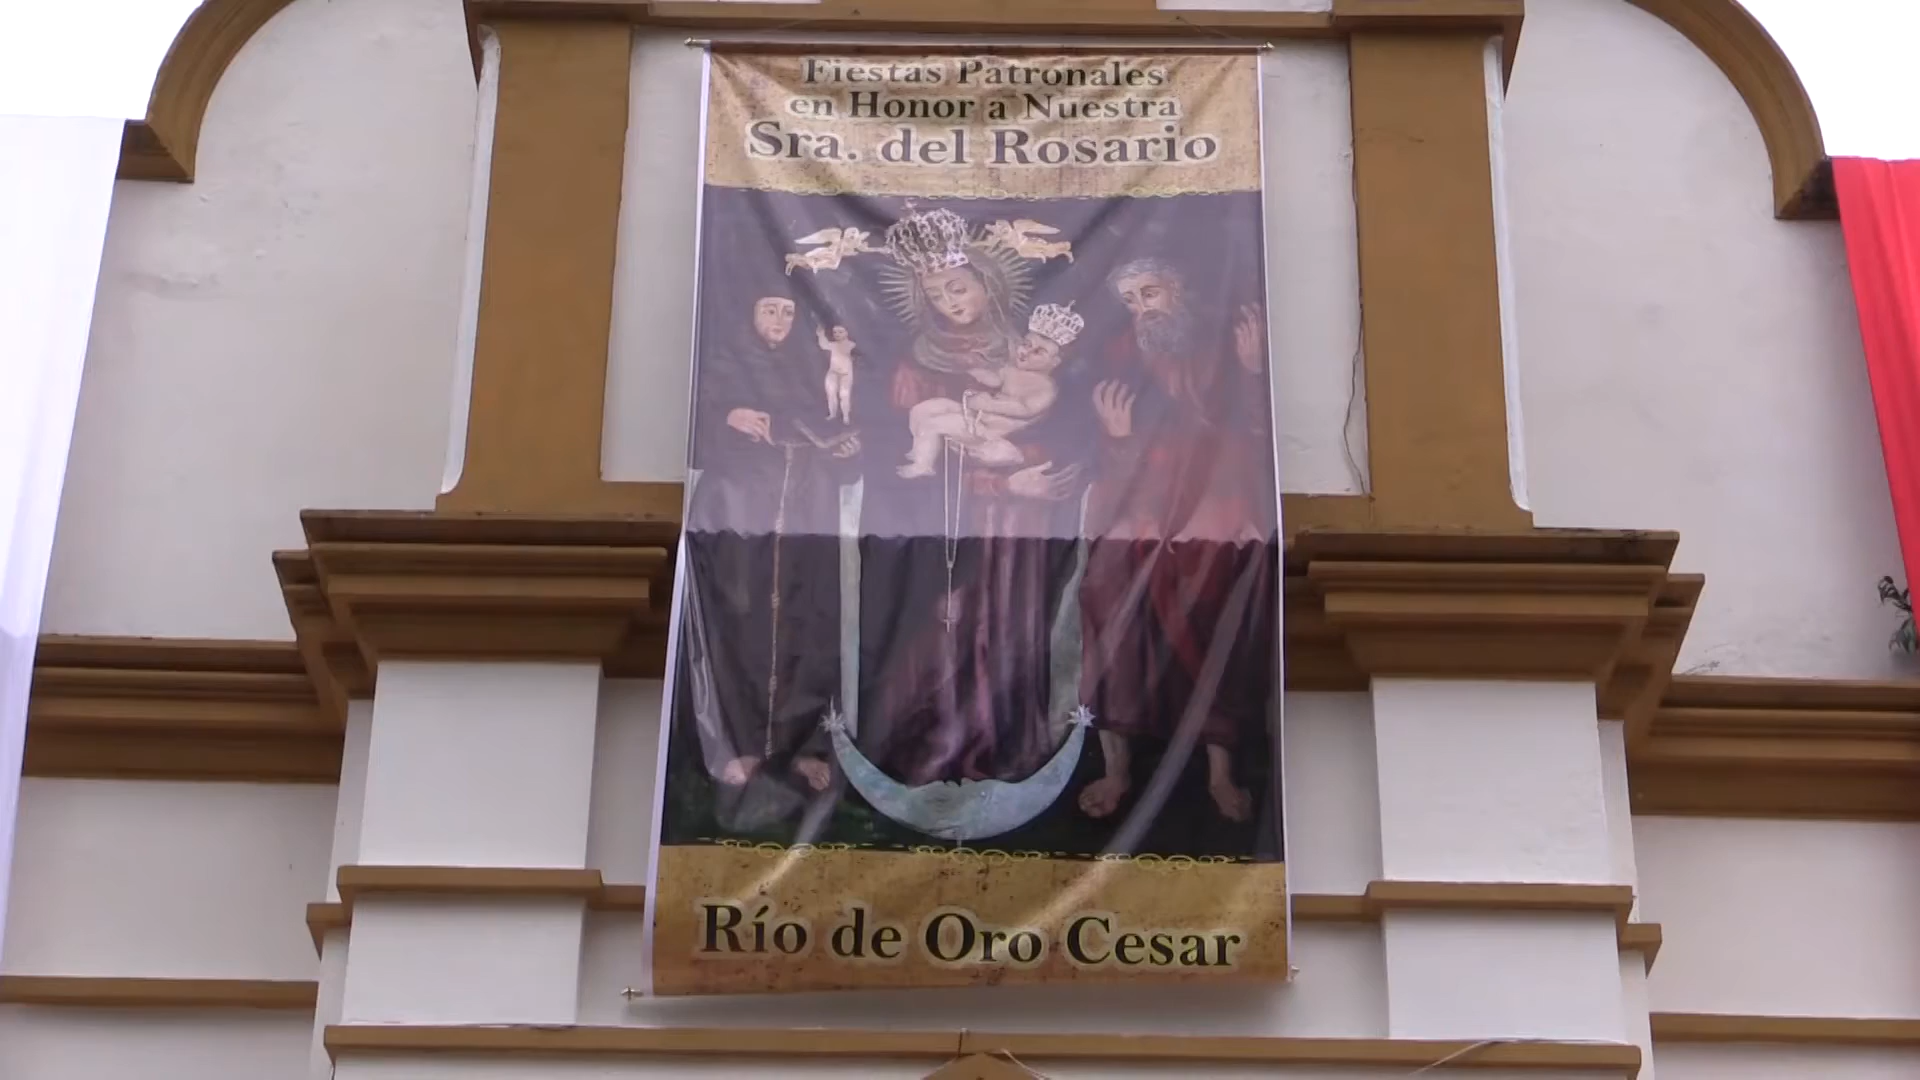 Fiestas Patronales
en Honor a Nuestra
Sra. del Rosario
Río de Oro Cesar